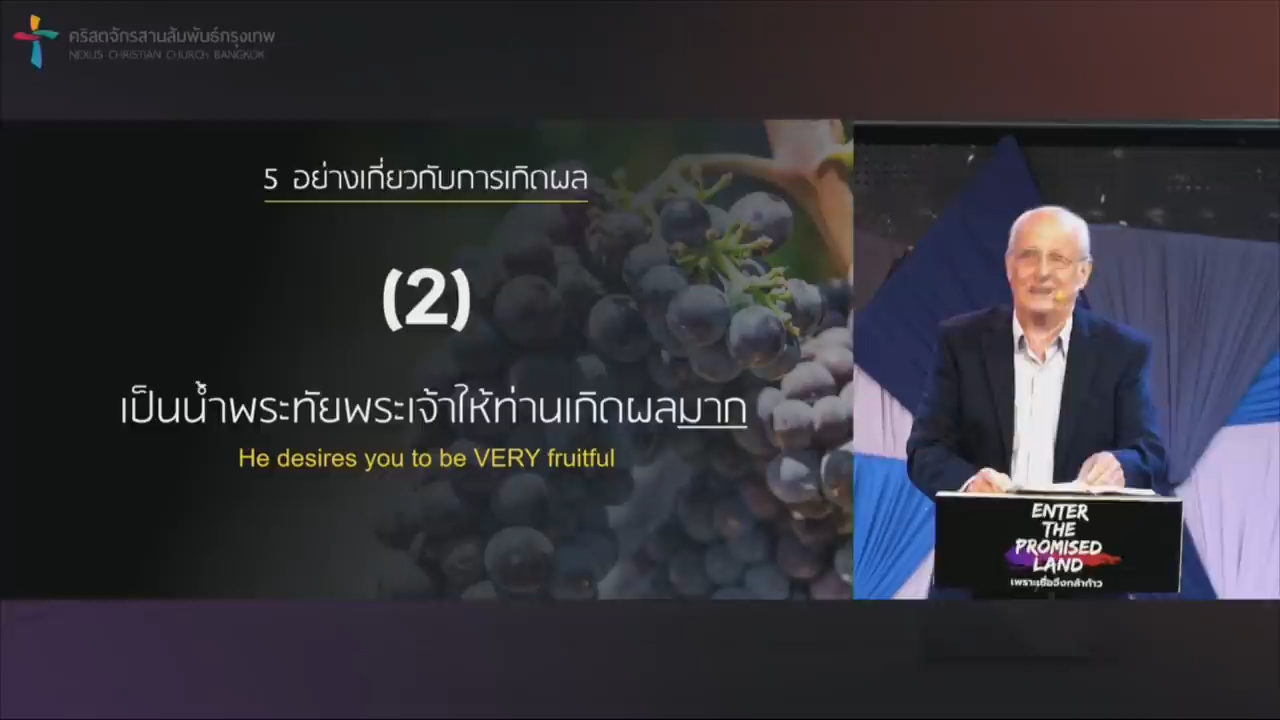 คริสตจักรสานสัมพันธ์กรุงเทพ
NEXUS CHRISTIAN CHURCH BANGKOK
5 อย่างเกี่ยวกับการเกิดผล
(2)
เป็นน้ำพระทัยพระเจ้าให้ท่านเกิดผลมาก
He desires you to be VERY fruitful
ENTER
THE
PROMISED
LAND
เพราะเชื่อจึงกล้าก้าว